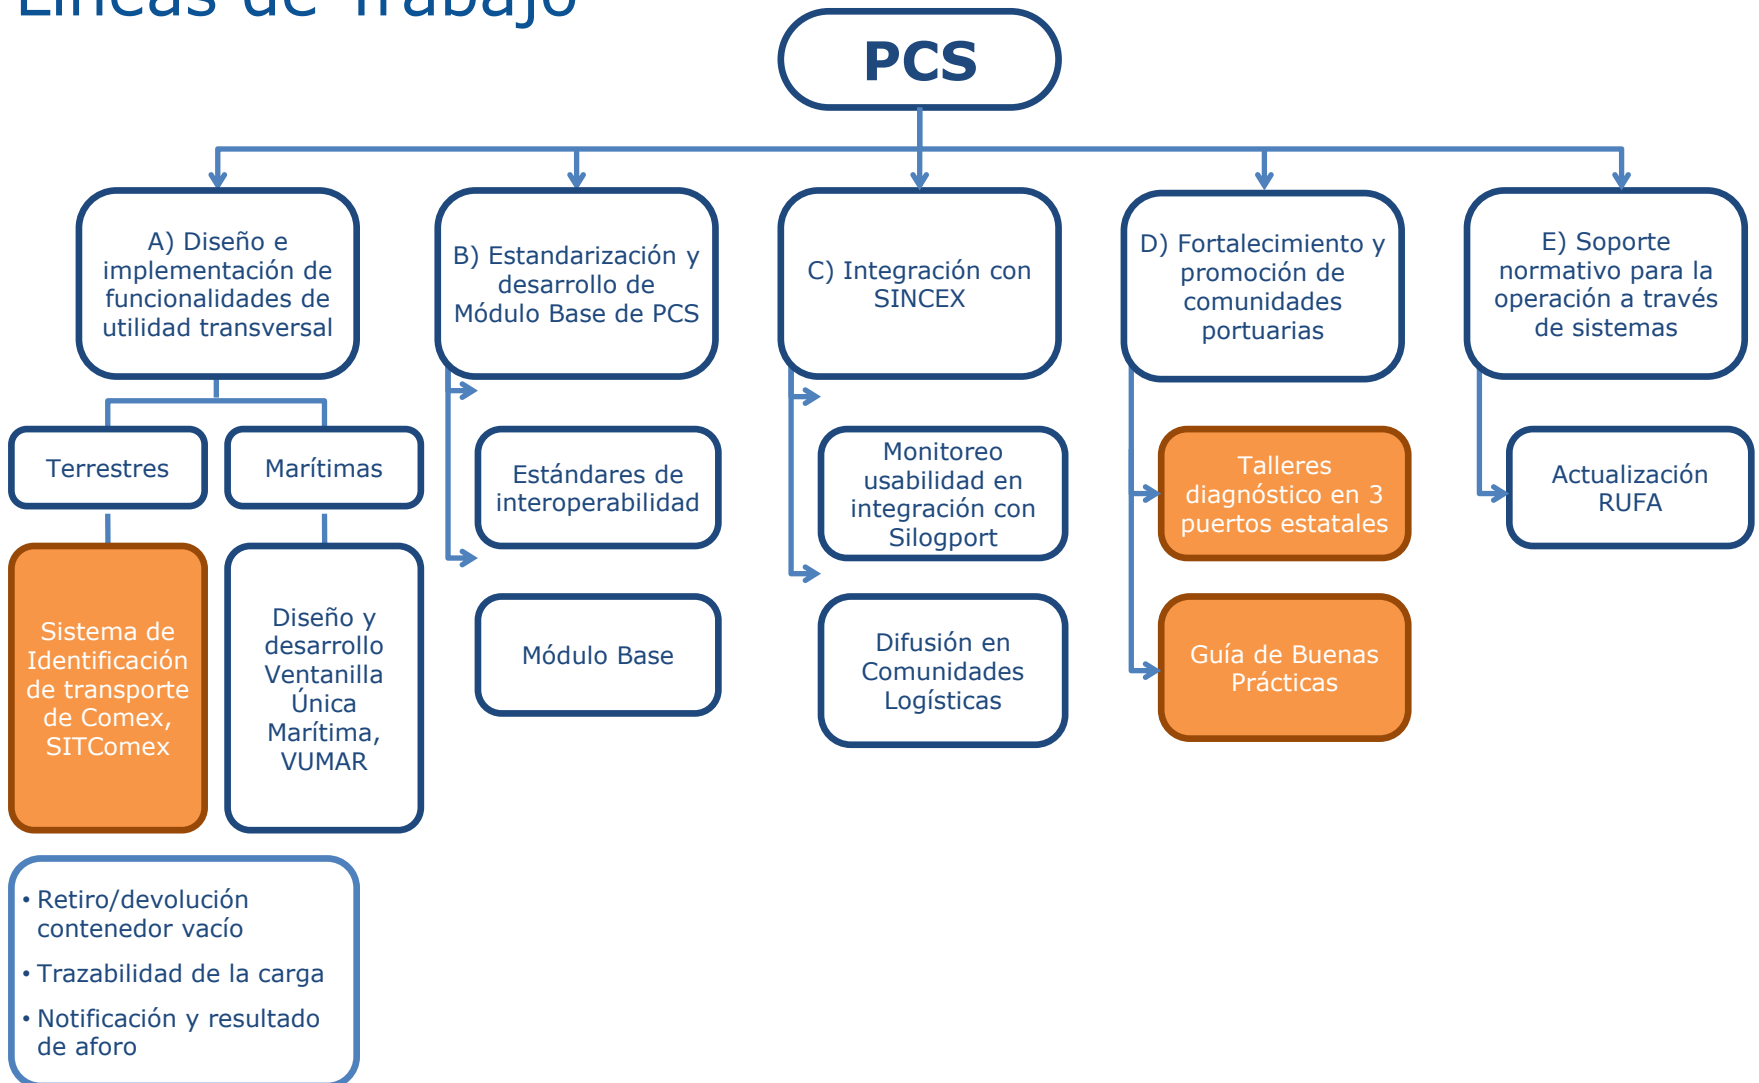 Líneas de Trabajo
PCS
A) Diseño e
implementación de
funcionalidades de
utilidad transversal
B) Estandarización y
desarrollo de
Módulo Base de PCS
C) Integración con
SINCEX
D) Fortalecimiento y
promoción de
comunidades
portuarias
E) Soporte
normativo para la
operación a través
de sistemas
Terrestres
Marítimas
Sistema de
Identificación
de transporte
de Comex,
SITComex
Diseño y
desarrollo
Ventanilla
Única
Marítima,
VUMAR
Estándares de
interoperabilidad
Módulo Base
Monitoreo
usabilidad en
integración con
Silogport
Difusión en
Comunidades
Logísticas
Talleres
diagnóstico en 3
puertos estatales
Guía de Buenas
Prácticas
Actualización
RUFA
• Retiro/devolución
contenedor vacío
• Trazabilidad de la carga
• Notificación y resultado
de aforo